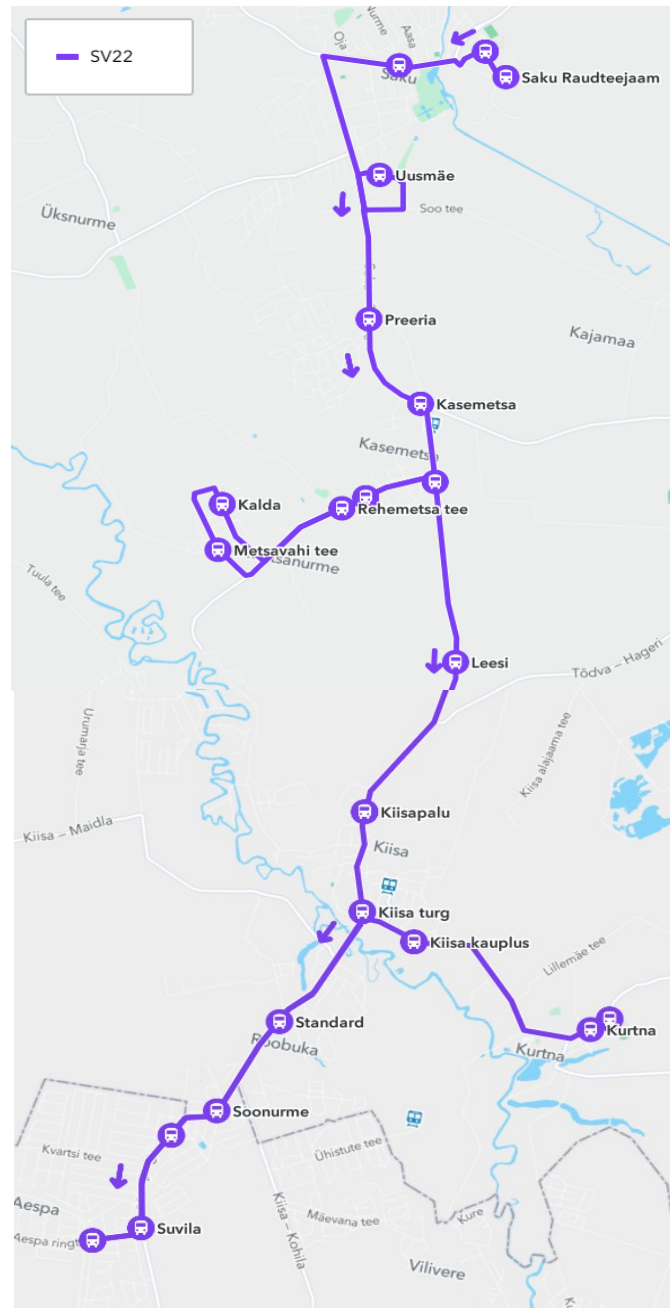 SV22
Oja
Aasa
Saku
Saku Raudteejaam
Uusmäe
Üksnurme
Soo tee
Preeria
Kajamaa
Kasemetsa
Kasemetsa
Kalda
Rehemetsa tee
Metsavahi tee
Tuula tee
Leesi
Tõdva – Hageri
Urumarja tee
Kiisa alajaama tee
Kiisapalu
Kiisa – Maidla
Kiisa
Kiisa turg
Kiisa kauplus
Lillemäe tee
Standard
Kurtna
Roobuka
Kurtna
Soonurme
Kvartsi tee
Ühistute tee
Kiisa – Kohila
Aespa
Mäevana tee
Kure
Suvila
Aespa ringt
Vilivere